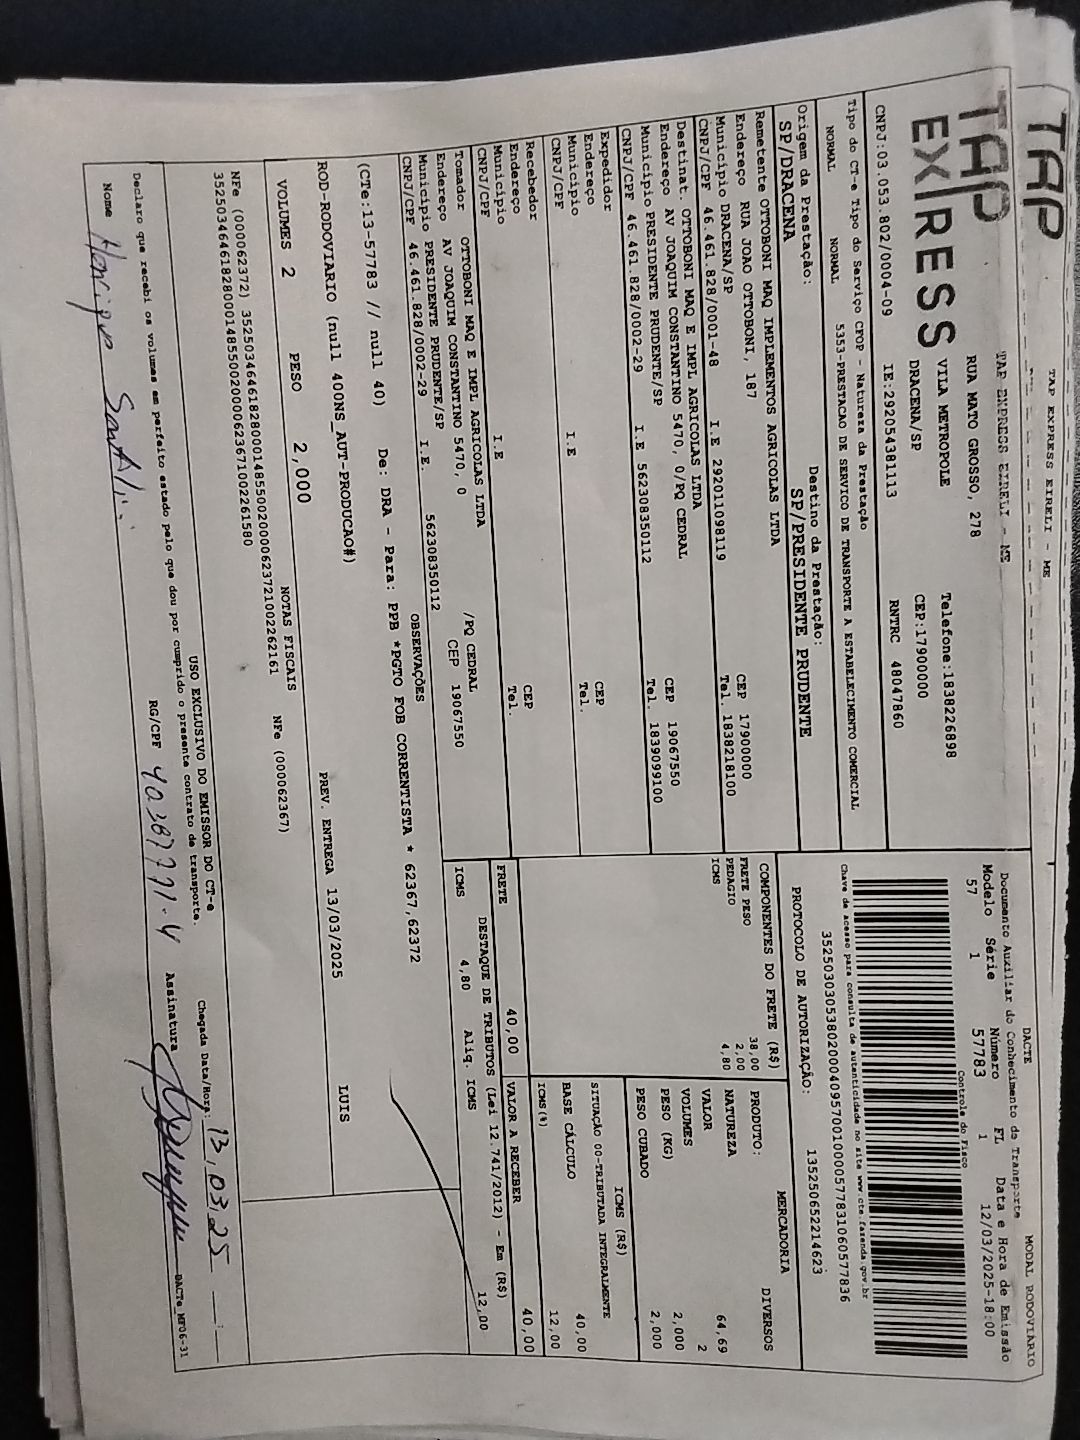 TAP
TAP EXPRESS EIRELI - ME
TAP
EXPRESS
TAP EXPRESS EIRELI - ME
RUA MATO GROSSO, 278
VILA METROPOLE
DRACENA/SP
Telefone:1838226898
CEP:17900000
CNPJ:03.053.802/0004-09 IE:292054381113 RNTRC 48047860
DACTE MODAL RODOVIÁRIO
Documento Auxiliar do Conhecimento de Transporte
Modelo Série Número FL Data e Hora de Emissão
57 1 57783 1 12/03/2025-18:00
Controle do Fisco
Chave de acesso para consulta de autenticidade no site www.cte.fazenda.gov.br
35250303053802000409570010000577831060577836
PROTOCOLO DE AUTORIZAÇÃO: 135250652214623
Tipo do CT-e Tipo do Serviço CFOP - Natureza da Prestação
NORMAL NORMAL 5353-PRESTACAO DE SERVICO DE TRANSPORTE A ESTABELECIMENTO COMERCIAL
Origem da Prestação: Destino da Prestação:
SP/DRACENA SP/PRESIDENTE PRUDENTE
Remetente OTTOBONI MAQ IMPLEMENTOS AGRICOLAS LTDA
Endereço RUA JOAO OTTOBONI, 187 CEP 17900000
Município DRACENA/SP Tel. 1838218100
CNPJ/CPF 46.461.828/0001-48 I.E 292011098119
Destinat. OTTOBONI MAQ E IMPL AGRICOLAS LTDA
Endereço AV JOAQUIM CONSTANTINO 5470, 0/PQ CEDRAL CEP 19067550
Município PRESIDENTE PRUDENTE/SP Tel. 1839099100
CNPJ/CPF 46.461.828/0002-29 I.E 562308350112
Expedidor
Endereço CEP
Município Tel.
CNPJ/CPF I.E
Recebedor
Endereço CEP
Município Tel.
CNPJ/CPF I.E
Tomador OTTOBONI MAQ E IMPL AGRICOLAS LTDA
Endereço AV JOAQUIM CONSTANTINO 5470, 0 /PQ CEDRAL
Município PRESIDENTE PRUDENTE/SP CEP 19067550
CNPJ/CPF 46.461.828/0002-29 I.E. 562308350112
COMPONENTES DO FRETE (R$)
FRETE PESO 38,00
PEDAGIO 2,00
ICMS 4,80
MERCADORIA
PRODUTO: DIVERSOS
NATUREZA
VALOR 64,69
VOLUMES 2
PESO (KG) 2,000
PESO CUBADO 2,000
ICMS (R$)
SITUAÇÃO 00-TRIBUTADA INTEGRALMENTE
BASE CÁLCULO 40,00
ICMS(%) 12,00
FRETE 40,00 VALOR A RECEBER 40,00
DESTAQUE DE TRIBUTOS (Lei 12.741/2012) - Em (R$)
ICMS 4,80 Aliq. ICMS 12,00
OBSERVAÇÕES
(CTe:13-57783 // null 40) De: DRA - Para: PPB *PGTO FOB CORRENTISTA * 62367,62372
ROD-RODOVIARIO (null 400NS_AUT-PRODUCAO#) PREV. ENTREGA 13/03/2025 LUIS
VOLUMES 2 PESO 2,000
NOTAS FISCAIS
NFe (000062372) 35250346461828000148550020000623721002262161 NFe (000062367)
35250346461828000148550020000623671002261580
USO EXCLUSIVO DO EMISSOR DO CT-e
Declaro que recebi os volumes em perfeito estado pelo que dou por cumprido o presente contrato de transporte.
Chegada Data/Hora: 13,03,25
Nome Henrique RG/CPF 40387771-4 Assinatura
DACTe_MF06-31